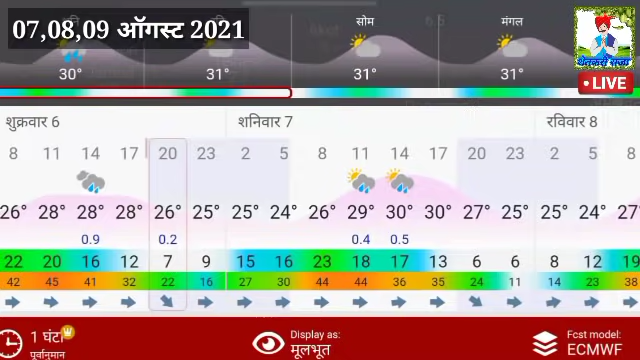 07,08,09 ऑगस्ट 2021
सोम
मंगल
30° 31° 31° 31°
शेतकरी राजा
LIVE
शुक्रवार 6 शनिवार 7 रविवार 8
8 11 14 17 20 23 2 5 8 11 14 17 20 23 2 5 8
26° 28° 28° 28° 26° 25° 25° 24° 26° 29° 30° 30° 27° 25° 25° 24° 27°
0.9 0.2 0.4 0.5
22 20 16 12 7 9 15 16 23 18 17 13 6 6 8 12 19
42 45 41 32 22 16 27 30 44 44 36 35 24 11 14 23 38
1 घंटा
पूर्वानुमान
Display as:
मूलभूत
Fcst model:
ECMWF